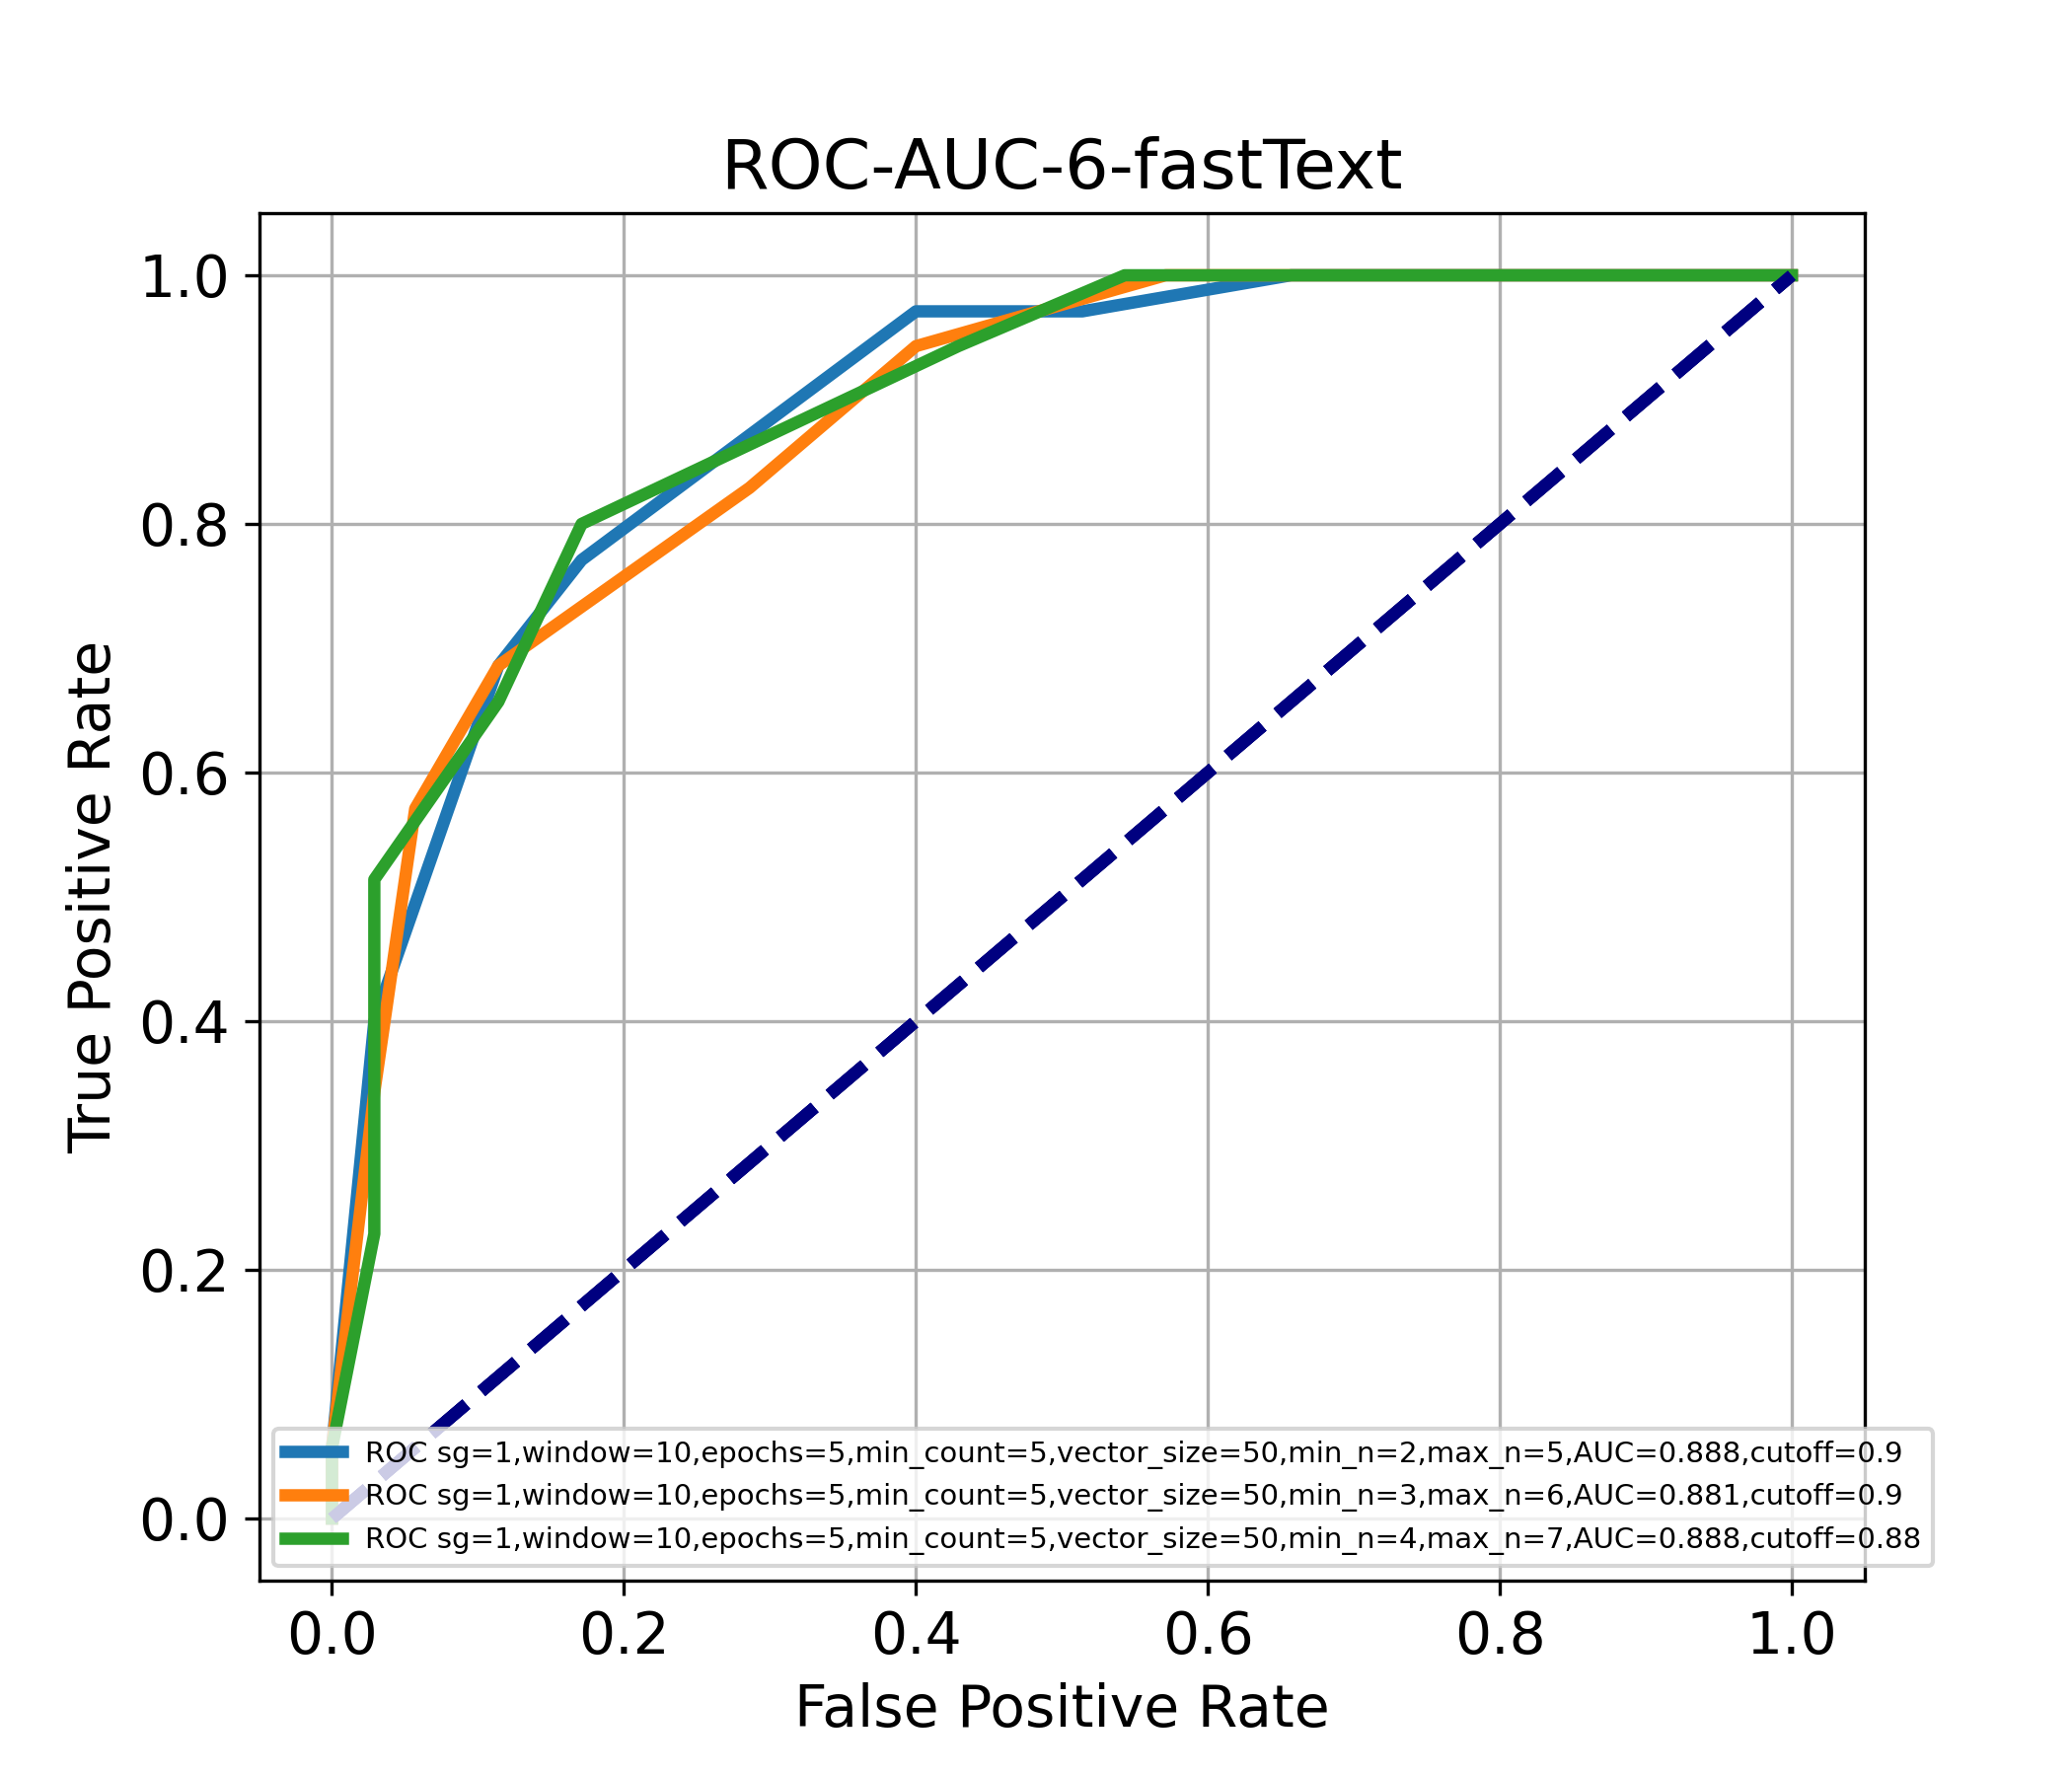 ROC-AUC-6-fastText
1.0
0.8
0.6
0.4
0.2
0.0
True Positive Rate
ROC sg=1,window=10,epochs=5,min_count=5,vector_size=50,min_n=2,max_n=5,AUC=0.888,cutoff=0.9
ROC sg=1,window=10,epochs=5,min_count=5,vector_size=50,min_n=3,max_n=6,AUC=0.881,cutoff=0.9
ROC sg=1,window=10,epochs=5,min_count=5,vector_size=50,min_n=4,max_n=7,AUC=0.888,cutoff=0.88
0.0 0.2 0.4 0.6 0.8 1.0
False Positive Rate